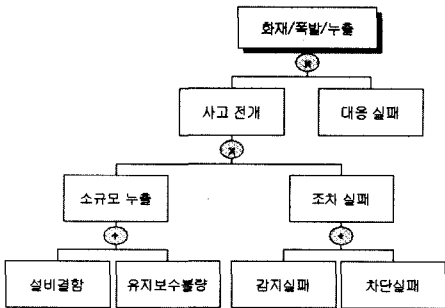 화재/폭발/누출
사고 전개
대응 실패
소규모 누출
조차 실패
설비결함
유지보수불량
감지실패
차단실패